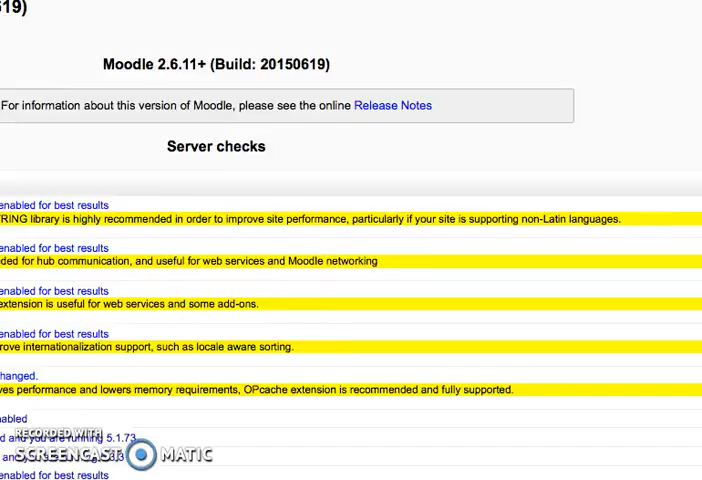 619)
Moodle 2.6.11+ (Build: 20150619)
For information about this version of Moodle, please see the online Release Notes
Server checks
enabled for best results
RING library is highly recommended in order to improve site performance, particularly if your site is supporting non-Latin languages.
enabled for best results
ded for hub communication, and useful for web services and Moodle networking
enabled for best results
extension is useful for web services and some add-ons.
enabled for best results
rove internationalization support, such as locale aware sorting.
hanged.
ves performance and lowers memory requirements, OPcache extension is recommended and fully supported.
nabled
RECORDED WITH
d and you are running 5.1.73
SCREENCAST MATIC
enabled for best results